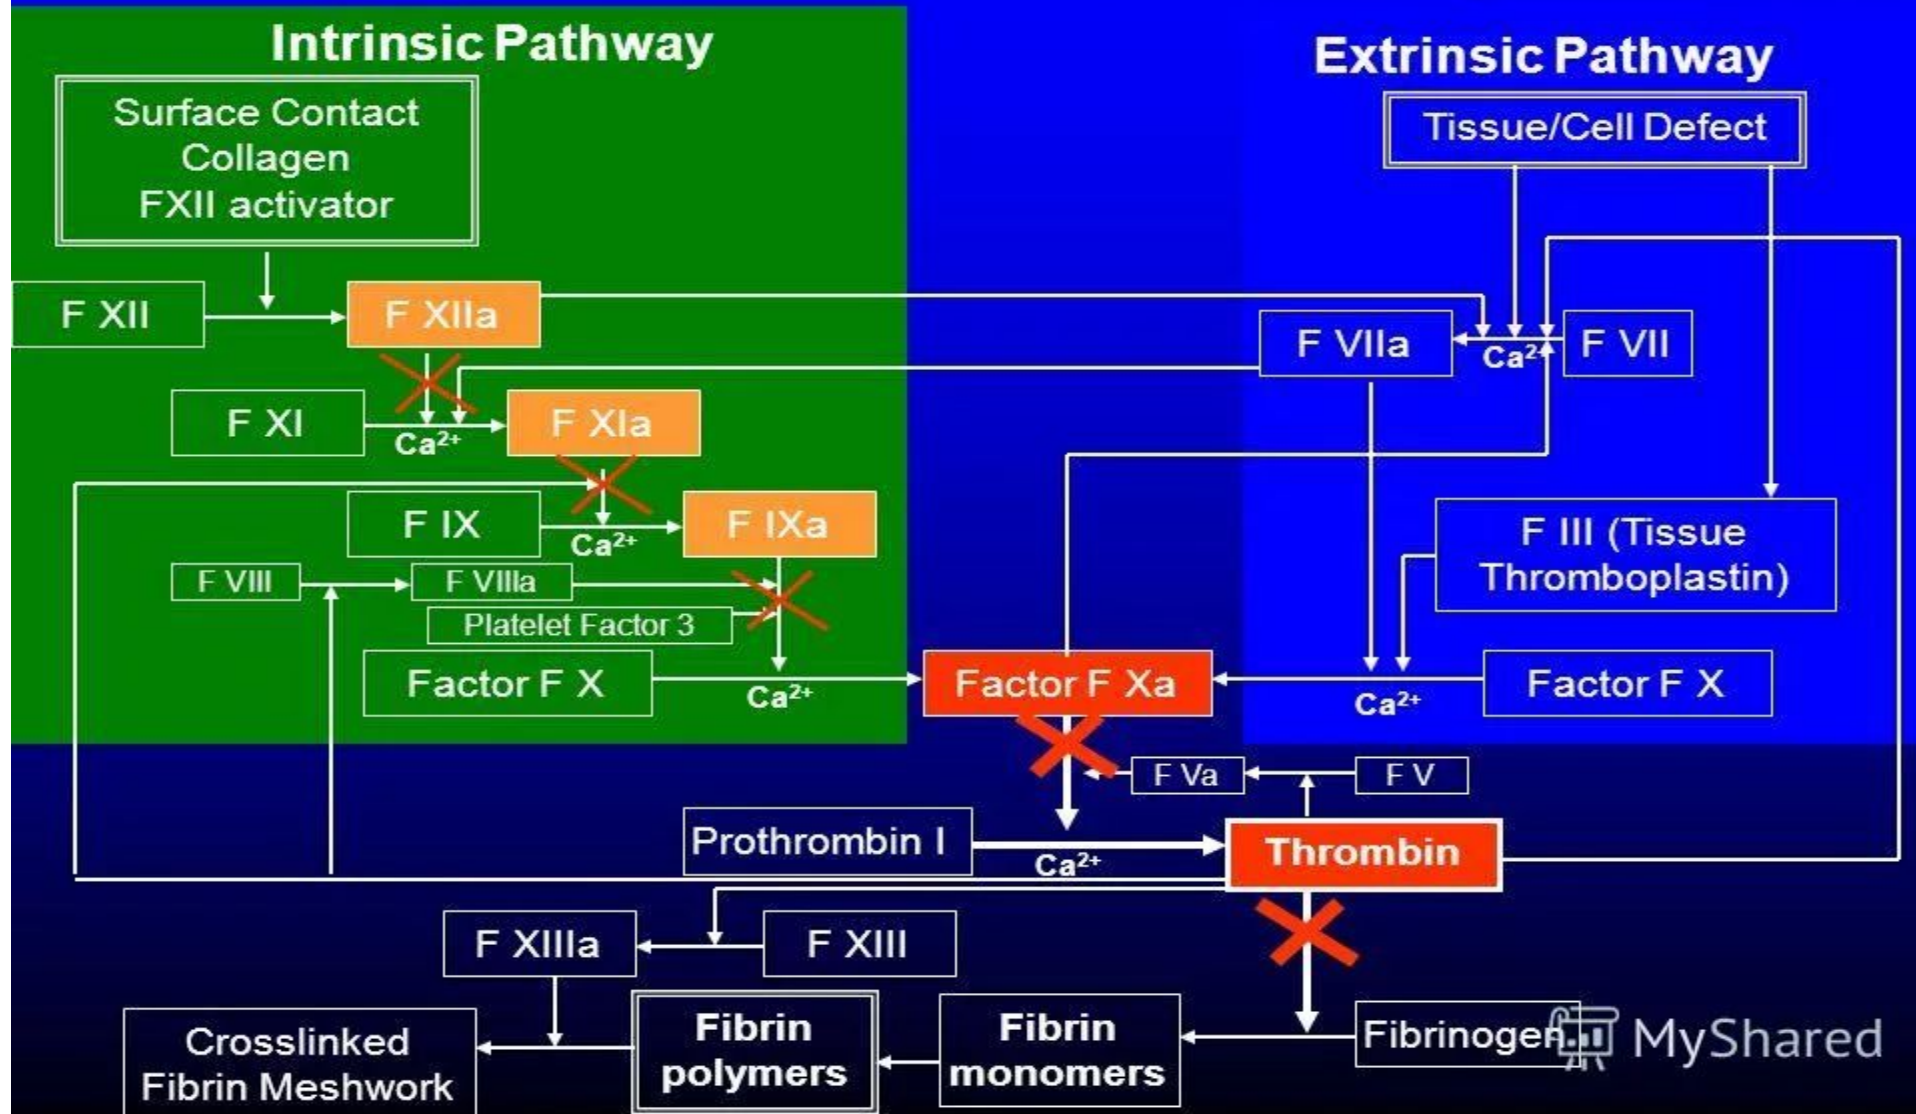 Intrinsic Pathway
Extrinsic Pathway
Surface Contact
Collagen
FXII activator
Tissue/Cell Defect
F XII
F XIIa
F VIIa
Ca²⁺
F VII
F XI
Ca²⁺
F XIa
F IX
Ca²⁺
F IXa
F III (Tissue
Thromboplastin)
F VIII
F VIIIa
Platelet Factor 3
Factor F X
Ca²⁺
Factor F Xa
Ca²⁺
Factor F X
F Va
F V
Prothrombin I
Ca²⁺
Thrombin
F XIIIa
F XIII
Crosslinked
Fibrin Meshwork
Fibrin
polymers
Fibrin
monomers
Fibrinogen
MyShared